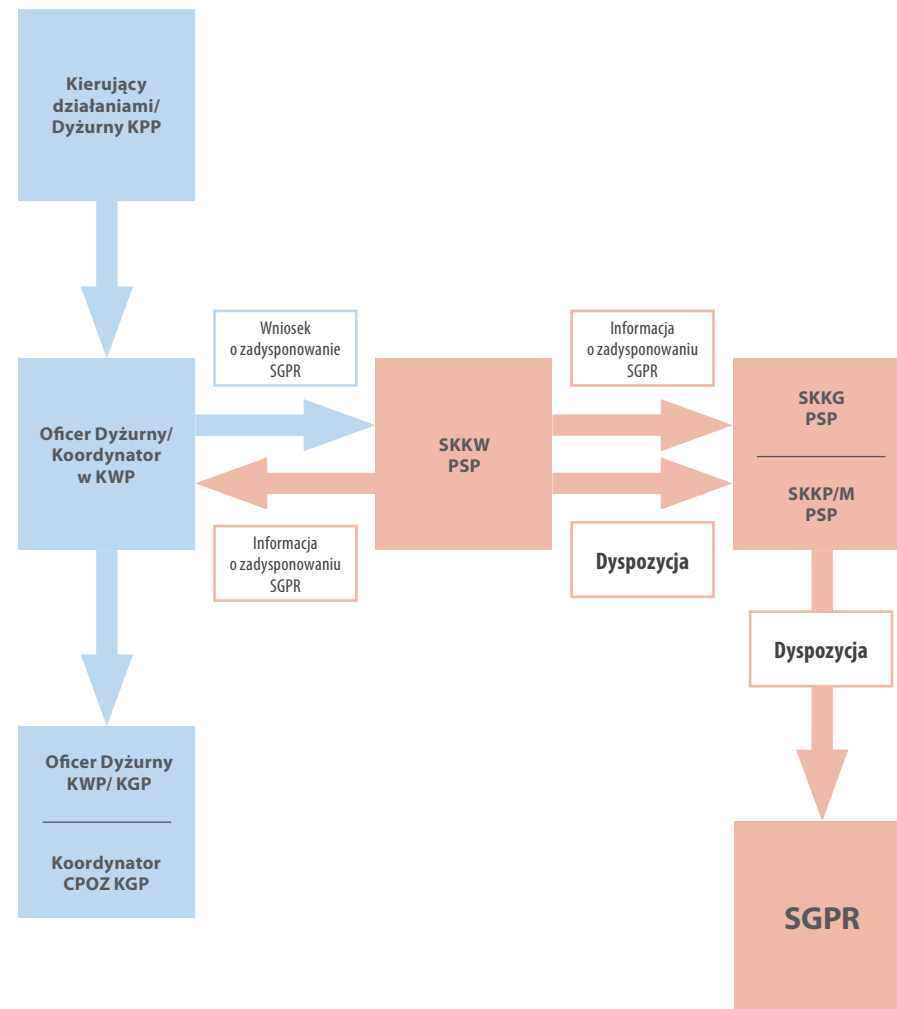 Kierujący
działaniami/
Dyżurny KPP
Wniosek
o zadysponowanie
SGPR
Informacja
o zadysponowaniu
SGPR
Oficer Dyżurny/
Koordynator
w KWP
SKKW
PSP
SKKG
PSP
SKKP/M
PSP
Informacja
o zadysponowaniu
SGPR
Dyspozycja
Dyspozycja
Oficer Dyżurny
KWP/ KGP
Koordynator
CPOZ KGP
SGPR